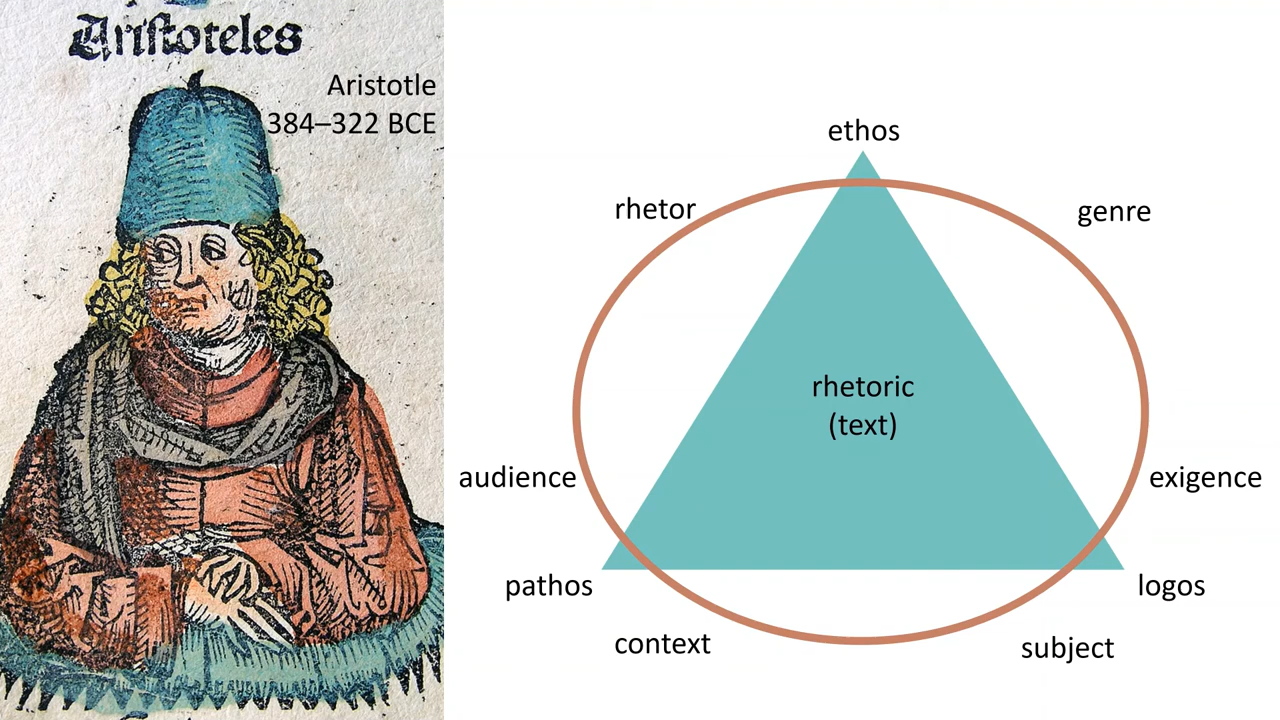 Aristoteles
Aristotle
384–322 BCE
ethos
rhetor
genre
rhetoric
(text)
audience
exigence
pathos
logos
context
subject